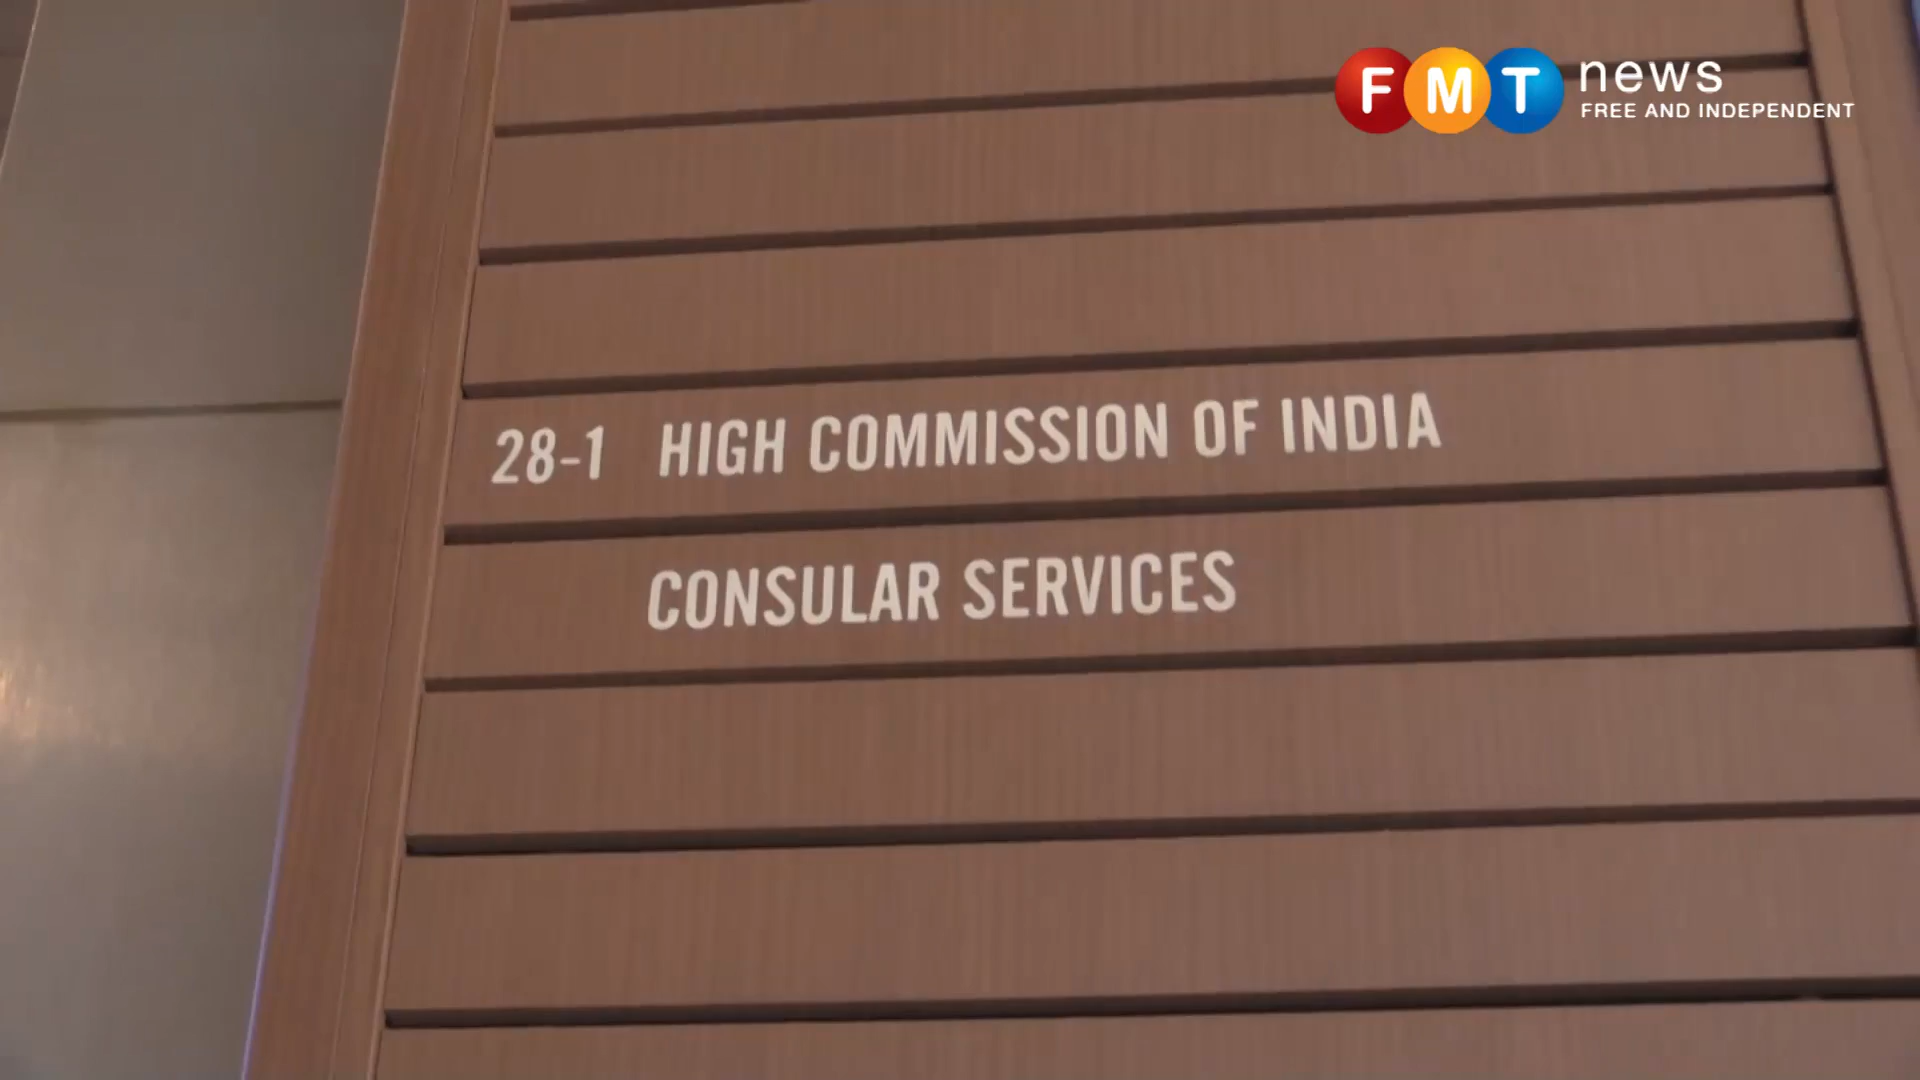 FMT news
FREE AND INDEPENDENT
28-1 HIGH COMMISSION OF INDIA
CONSULAR SERVICES